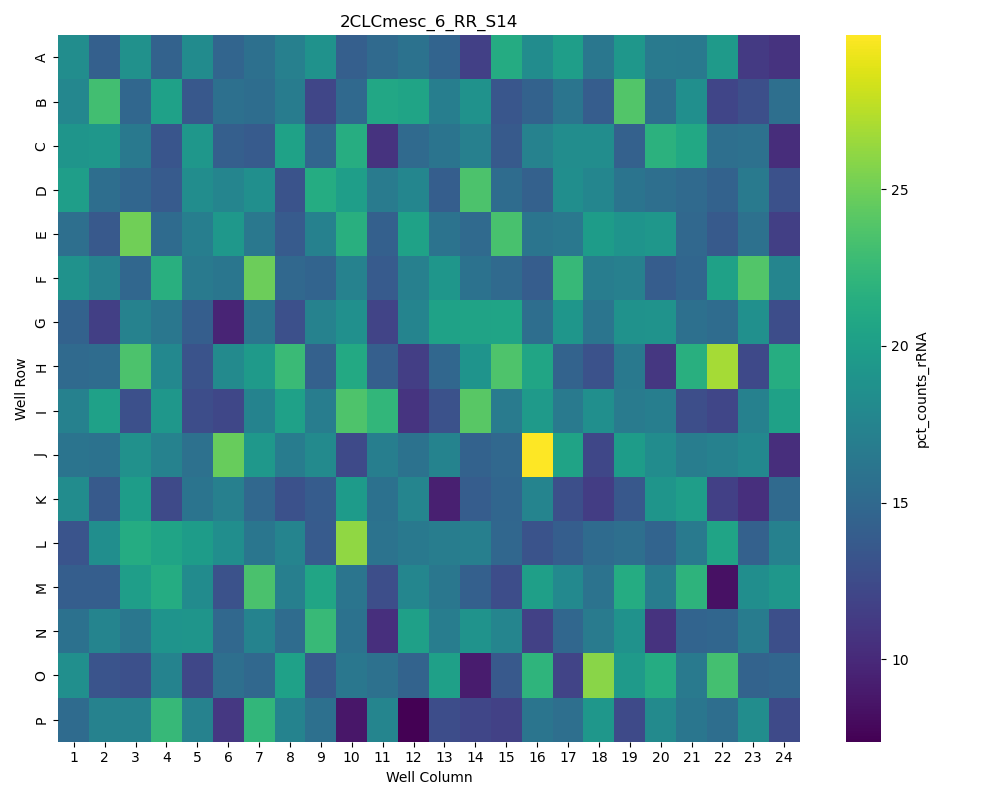 2CLCmesc_6_RR_S14
Well Row
A
B
C
D
E
F
G
H
I
J
K
L
M
N
O
P
1 2 3 4 5 6 7 8 9 10 11 12 13 14 15 16 17 18 19 20 21 22 23 24
Well Column
25
20
15
10
pct_counts_rRNA